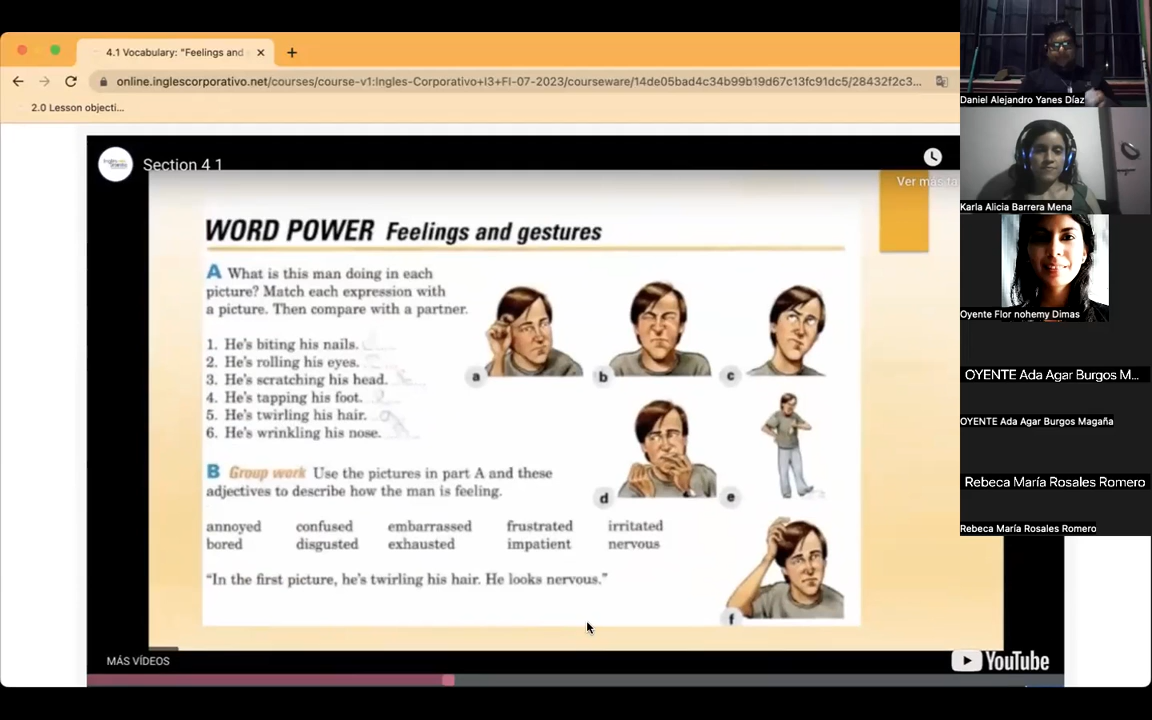 4.1 Vocabulary: "Feelings and
online.inglescorporativo.net/courses/course-v1:Ingles-Corporativo+I3+FI-07-2023/courseware/14de05bad4c34b99b19d67c13fc91dc5/28432f2c3...
2.0 Lesson objecti...
Section 4.1
Ver más ta
WORD POWER Feelings and gestures
A What is this man doing in each
picture? Match each expression with
a picture. Then compare with a partner.
1. He's biting his nails.
2. He's rolling his eyes.
3. He's scratching his head.
4. He's tapping his foot.
5. He's twirling his hair.
6. He's wrinkling his nose.
a
b
c
d
e
f
B Group work Use the pictures in part A and these
adjectives to describe how the man is feeling.
annoyed confused embarrassed frustrated irritated
bored disgusted exhausted impatient nervous
"In the first picture, he's twirling his hair. He looks nervous."
MÁS VÍDEOS
YouTube
Daniel Alejandro Yanes Díaz
Karla Alicia Barrera Mena
Oyente Flor nohemy Dimas
OYENTE Ada Agar Burgos M...
OYENTE Ada Agar Burgos Magaña
Rebeca María Rosales Romero
Rebeca María Rosales Romero